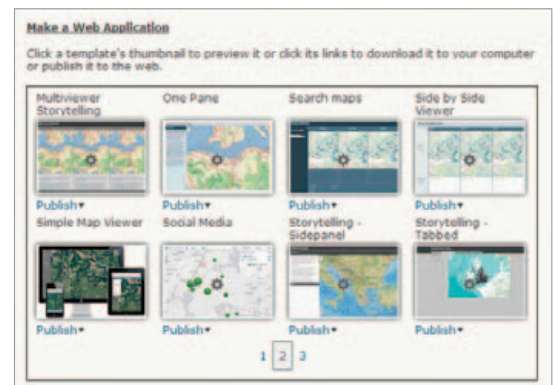 Make a Web Application
Click a template's thumbnail to preview it or click its links to download it to your computer
or publish it to the web.
Multiviewer
Storytelling
One Pane
Search maps
Side by Side
Viewer
Publish▾
Publish▾
Publish▾
Publish▾
Simple Map Viewer
Social Media
Storytelling -
Sidepanel
Storytelling -
Tabbed
Publish▾
Publish▾
Publish▾
Publish▾
1 2 3